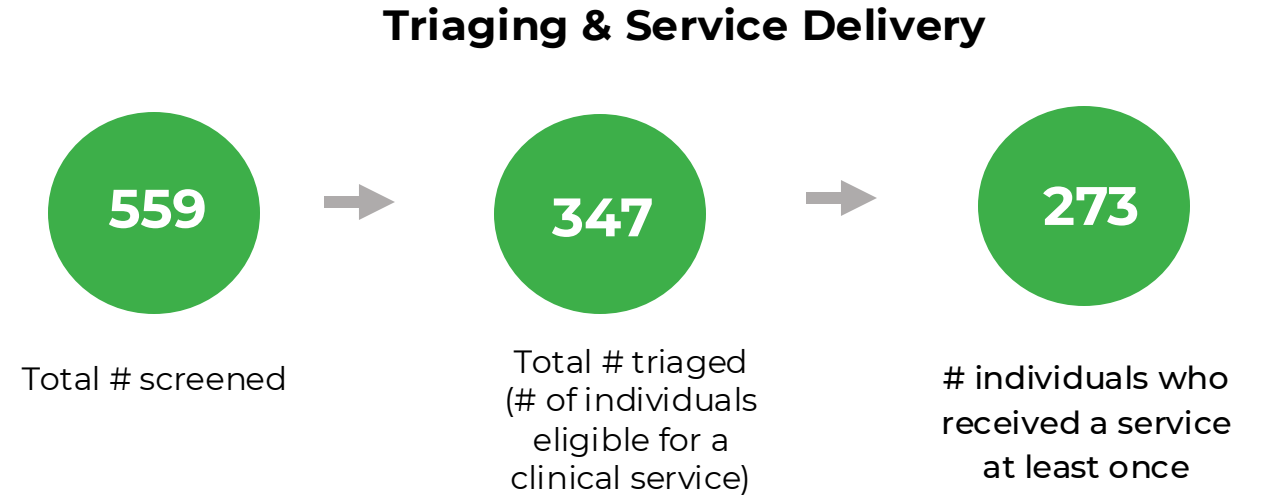 Triaging & Service Delivery
559
347
273
Total # screened
Total # triaged
(# of individuals
eligible for a
clinical service)
# individuals who
received a service
at least once